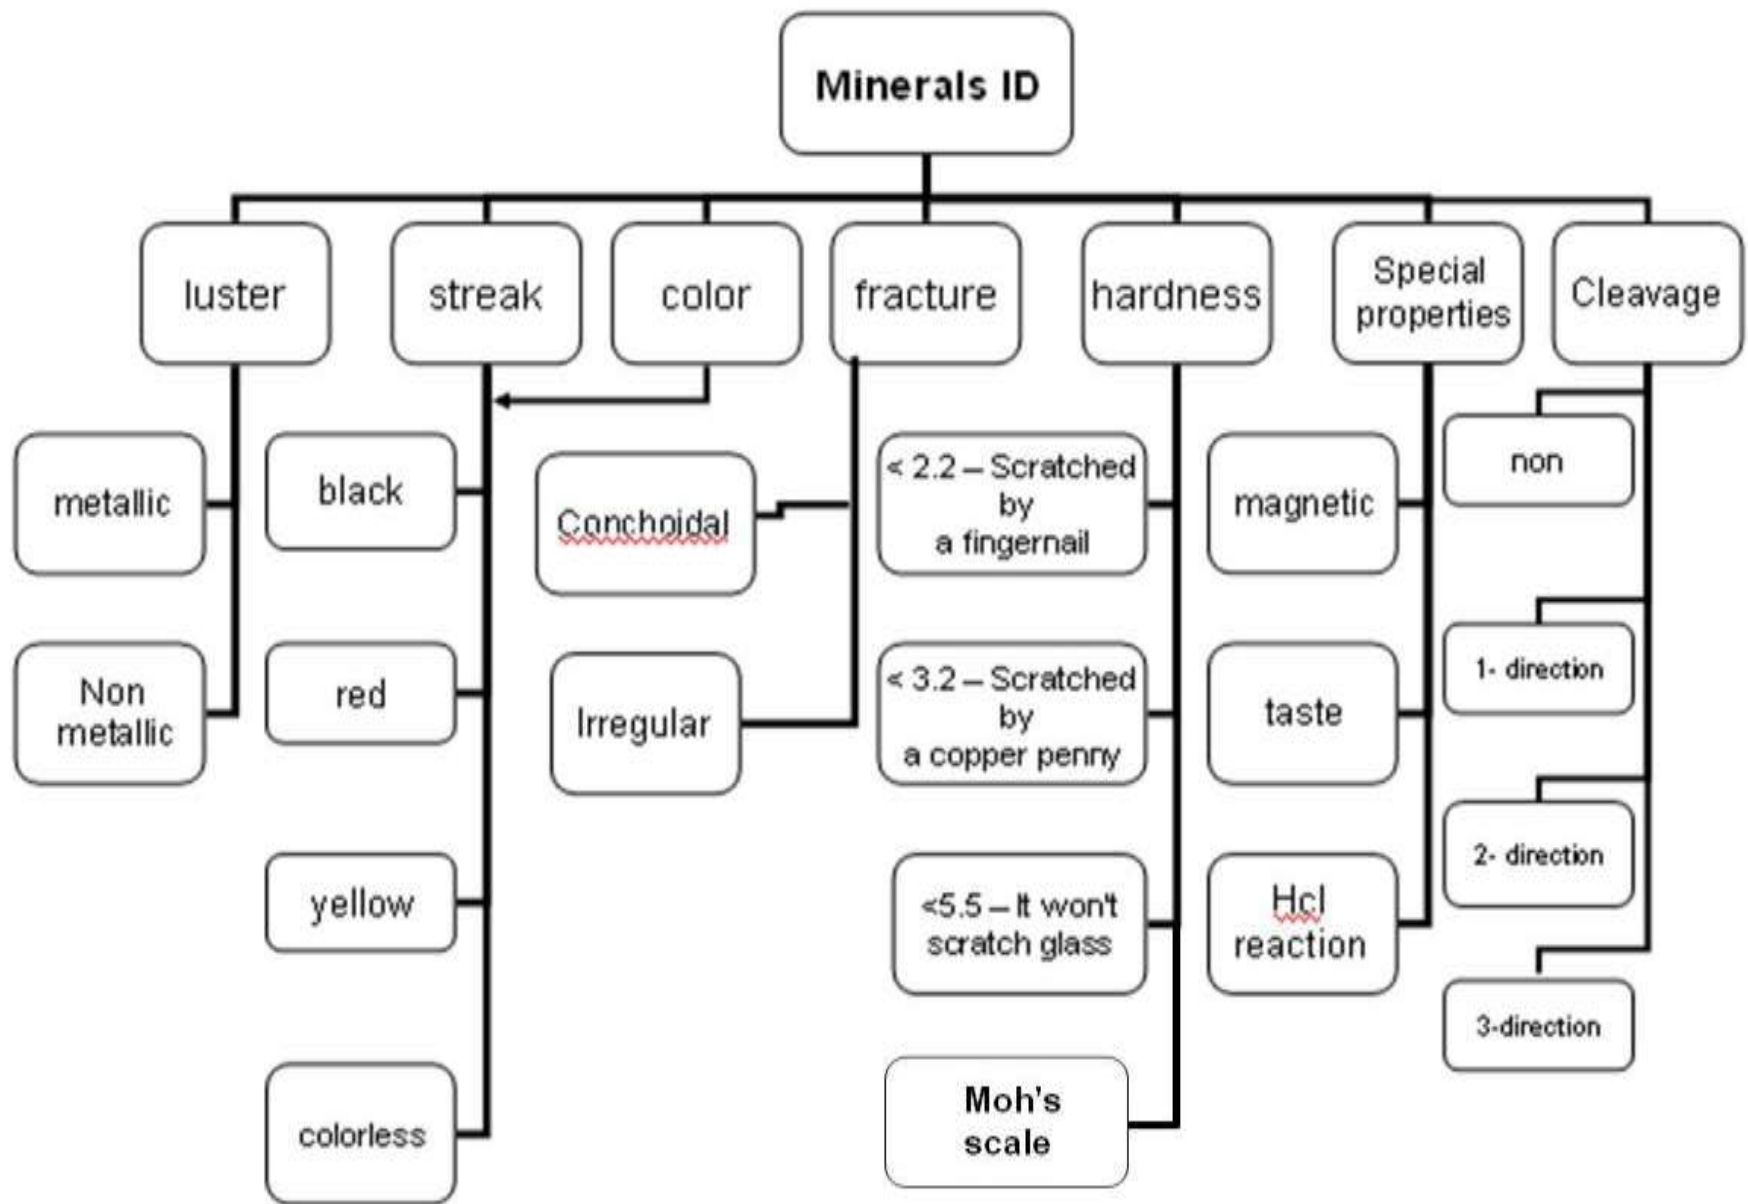 Minerals ID
luster
streak
color
fracture
hardness
Special
properties
Cleavage
metallic
Non
metallic
black
red
yellow
colorless
Conchoidal
Irregular
< 2.2 – Scratched
by
a fingernail
< 3.2 – Scratched
by
a copper penny
<5.5 – It won't
scratch glass
Moh's
scale
magnetic
taste
Hcl
reaction
non
1- direction
2- direction
3-direction